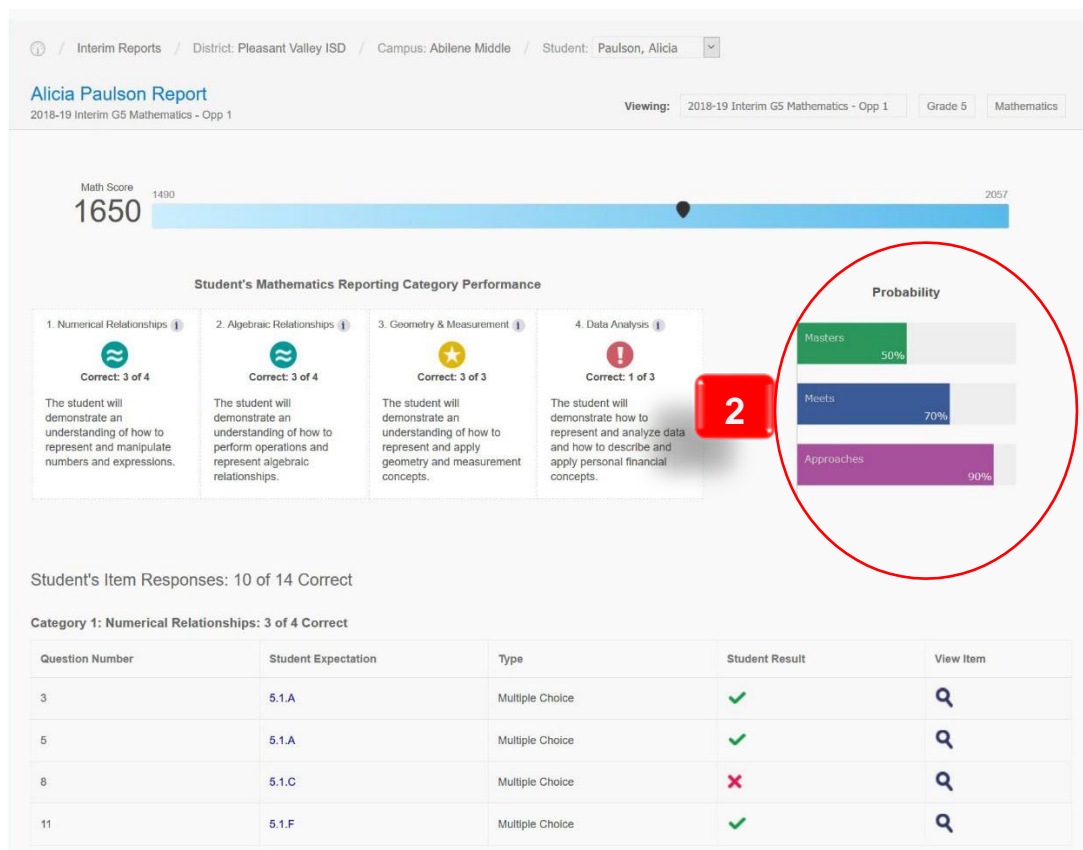 / Interim Reports / District: Pleasant Valley ISD / Campus: Abilene Middle / Student: Paulson, Alicia
Alicia Paulson Report
2018-19 Interim G5 Mathematics - Opp 1
Viewing: 2018-19 Interim G5 Mathematics - Opp 1 Grade 5 Mathematics
Math Score
1650
1490
2057
Student's Mathematics Reporting Category Performance
1. Numerical Relationships i
Correct: 3 of 4
The student will
demonstrate an
understanding of how to
represent and manipulate
numbers and expressions.
2. Algebraic Relationships i
Correct: 3 of 4
The student will
demonstrate an
understanding of how to
perform operations and
represent algebraic
relationships.
3. Geometry & Measurement i
Correct: 3 of 3
The student will
demonstrate an
understanding of how to
represent and apply
geometry and measurement
concepts.
4. Data Analysis i
!
Correct: 1 of 3
The student will
demonstrate how to
represent and analyze data
and how to describe and
apply personal financial
concepts.
2
Probability
Masters
50%
Meets
70%
Approaches
90%
Student's Item Responses: 10 of 14 Correct
Category 1: Numerical Relationships: 3 of 4 Correct
Question Number Student Expectation Type Student Result View Item
3 5.1.A Multiple Choice
5 5.1.A Multiple Choice
8 5.1.C Multiple Choice
11 5.1.F Multiple Choice